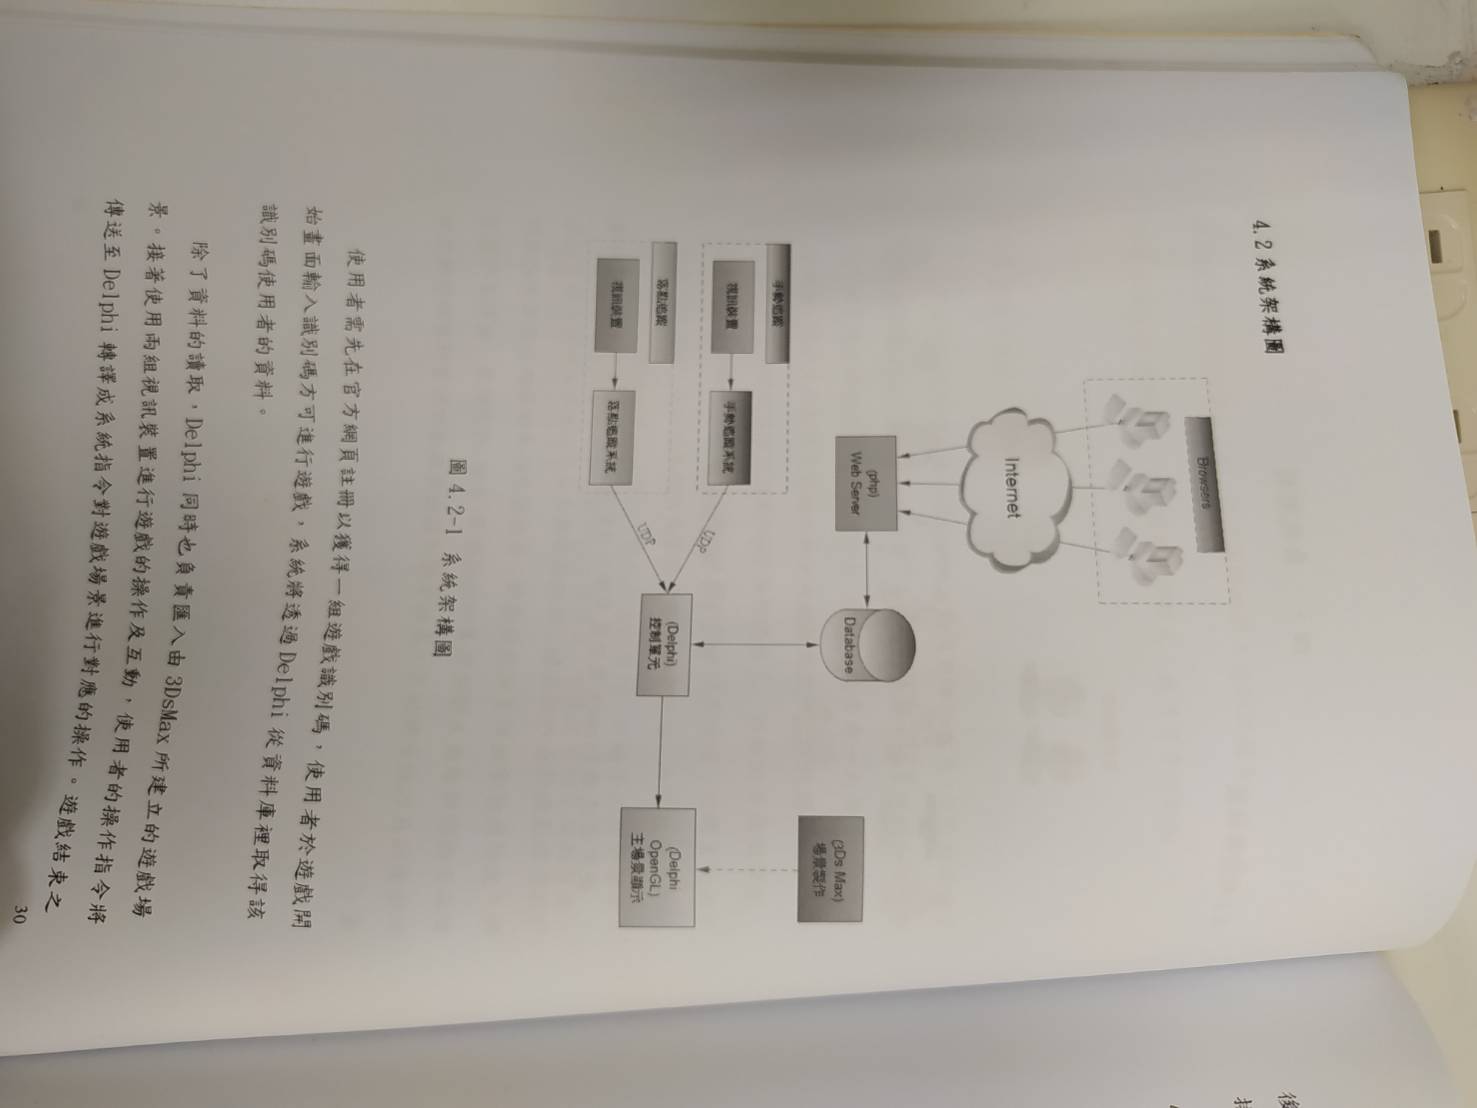 4.2 系統架構圖
Browsers
Internet
(php)
Web Server
Database
(3Ds Max)
場景製作
手勢追蹤
視訊裝置
手勢追蹤系統
UDP
落點追蹤
視訊裝置
落點追蹤系統
UDP
(Delphi)
控制單元
(Delphi
OpenGL)
主場景顯示
圖 4.2-1 系統架構圖
使用者需先在官方網頁註冊以獲得一組遊戲識別碼，使用者於遊戲開
始畫面輸入識別碼方可進行遊戲，系統將透過 Delphi 從資料庫裡取得該
識別碼使用者的資料。
除了資料的讀取，Delphi 同時也負責匯入由 3DsMax 所建立的遊戲場
景。接著使用兩組視訊裝置進行遊戲的操作及互動，使用者的操作指令將
傳送至 Delphi 轉譯成系統指令對遊戲場景進行對應的操作。遊戲結束之
30
後